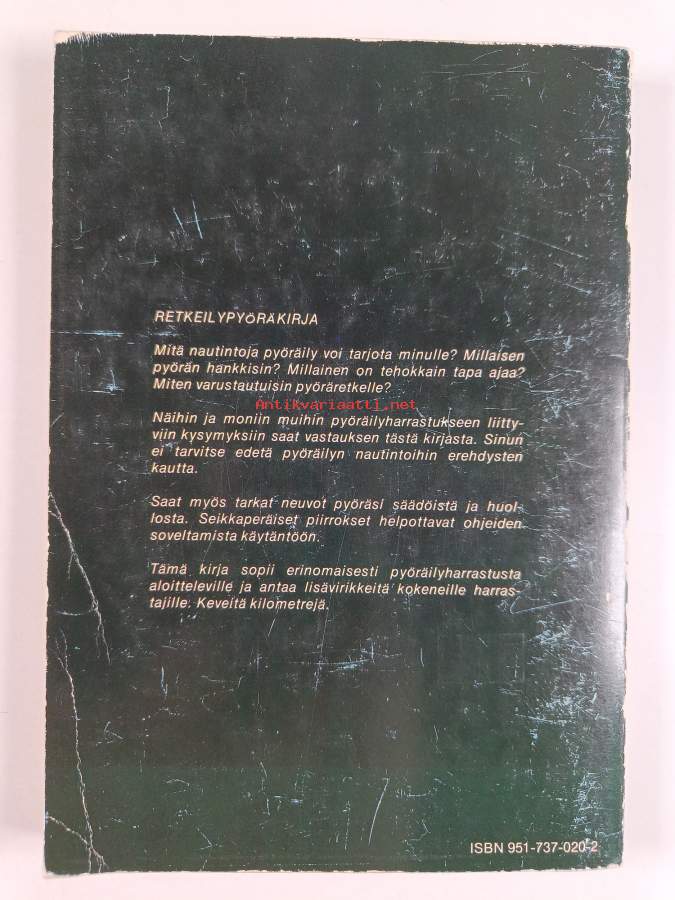 RETKEILYPYÖRÄKIRJA
Mitä nautintoja pyöräily voi tarjota minulle? Millaisen
pyörän hankkisin? Millainen on tehokkain tapa ajaa?
Miten varustautuisin pyöräretkelle?
Antikvariaatti.net
Näihin ja moniin muihin pyöräilyharrastukseen liitty-
viin kysymyksiin saat vastauksen tästä kirjasta. Sinun
ei tarvitse edetä pyöräilyn nautintoihin erehdysten
kautta.
Saat myös tarkat neuvot pyöräsi säädöistä ja huol-
losta. Seikkaperäiset piirrokset helpottavat ohjeiden
soveltamista käytäntöön.
Tämä kirja sopii erinomaisesti pyöräilyharrastusta
aloitteleville ja antaa lisävirikkeitä kokeneille harras-
tajille. Keveitä kilometrejä.
ISBN 951-737-020-2